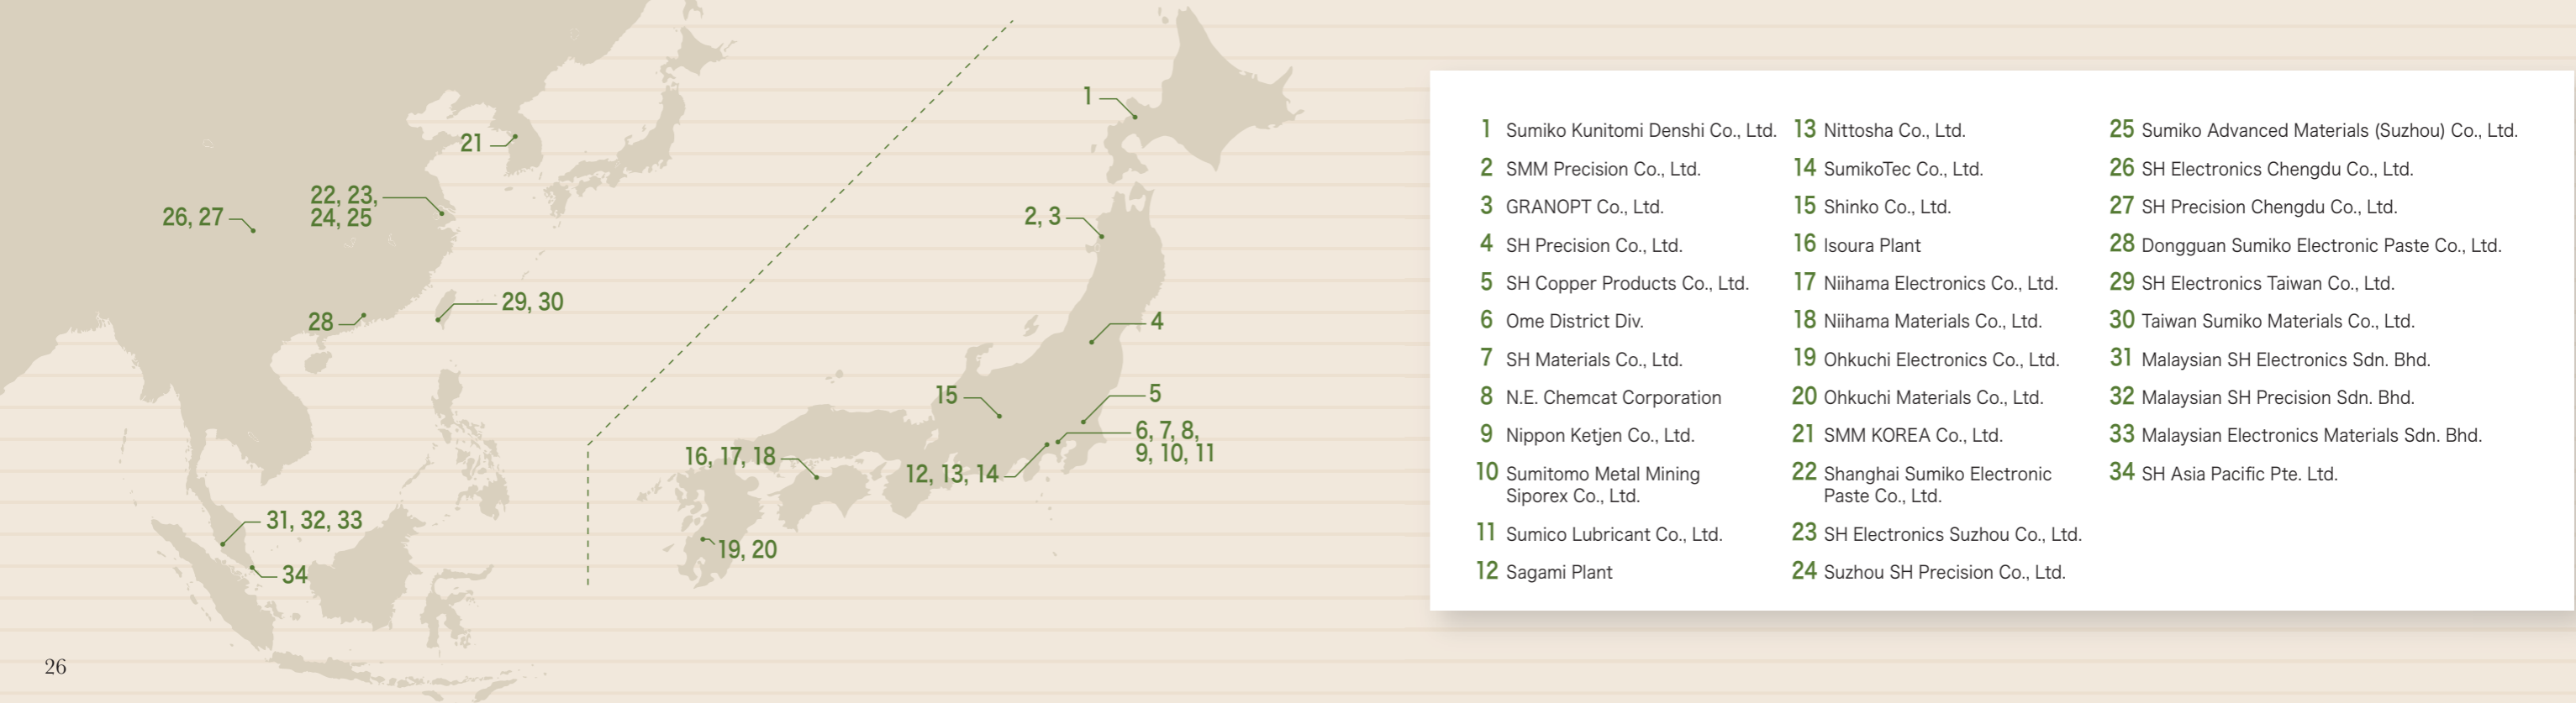 1
21
22, 23,
24, 25
26, 27
2, 3
29, 30
28
4
15
5
6, 7, 8,
9, 10, 11
16, 17, 18
12, 13, 14
31, 32, 33
19, 20
34
1 Sumiko Kunitomi Denshi Co., Ltd.
2 SMM Precision Co., Ltd.
3 GRANOPT Co., Ltd.
4 SH Precision Co., Ltd.
5 SH Copper Products Co., Ltd.
6 Ome District Div.
7 SH Materials Co., Ltd.
8 N.E. Chemcat Corporation
9 Nippon Ketjen Co., Ltd.
10 Sumitomo Metal Mining
Siporex Co., Ltd.
11 Sumico Lubricant Co., Ltd.
12 Sagami Plant
13 Nittosha Co., Ltd.
14 SumikoTec Co., Ltd.
15 Shinko Co., Ltd.
16 Isoura Plant
17 Niihama Electronics Co., Ltd.
18 Niihama Materials Co., Ltd.
19 Ohkuchi Electronics Co., Ltd.
20 Ohkuchi Materials Co., Ltd.
21 SMM KOREA Co., Ltd.
22 Shanghai Sumiko Electronic
Paste Co., Ltd.
23 SH Electronics Suzhou Co., Ltd.
24 Suzhou SH Precision Co., Ltd.
25 Sumiko Advanced Materials (Suzhou) Co., Ltd.
26 SH Electronics Chengdu Co., Ltd.
27 SH Precision Chengdu Co., Ltd.
28 Dongguan Sumiko Electronic Paste Co., Ltd.
29 SH Electronics Taiwan Co., Ltd.
30 Taiwan Sumiko Materials Co., Ltd.
31 Malaysian SH Electronics Sdn. Bhd.
32 Malaysian SH Precision Sdn. Bhd.
33 Malaysian Electronics Materials Sdn. Bhd.
34 SH Asia Pacific Pte. Ltd.
26